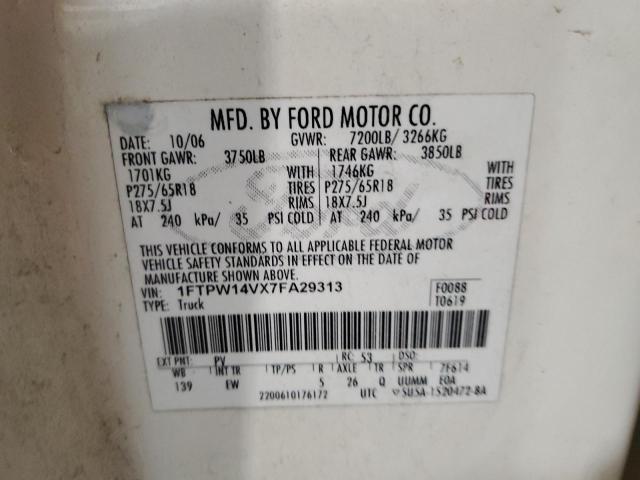 MFD. BY FORD MOTOR CO.
DATE: 10/06 GVWR: 7200LB/ 3266KG
FRONT GAWR: 3750LB REAR GAWR: 3850LB
1701KG WITH 1746KG WITH
P275/65R18 TIRES P275/65R18 TIRES
18X7.5J RIMS 18X7.5J RIMS
AT 240 kPa/ 35 PSI COLD AT 240 kPa/ 35 PSI COLD
THIS VEHICLE CONFORMS TO ALL APPLICABLE FEDERAL MOTOR
VEHICLE SAFETY STANDARDS IN EFFECT ON THE DATE OF
MANUFACTURE SHOWN ABOVE.
VIN: 1FTPW14VX7FA29313 F0088
TYPE: Truck T0619
EXT PNT: PV RC: 53 DSO:
WB INT TR TP/PS R AXLE TR SPR 7F614
139 EW 5 26 Q UUMM E0A
2200610176172 UTC SU5A-1520472-BA